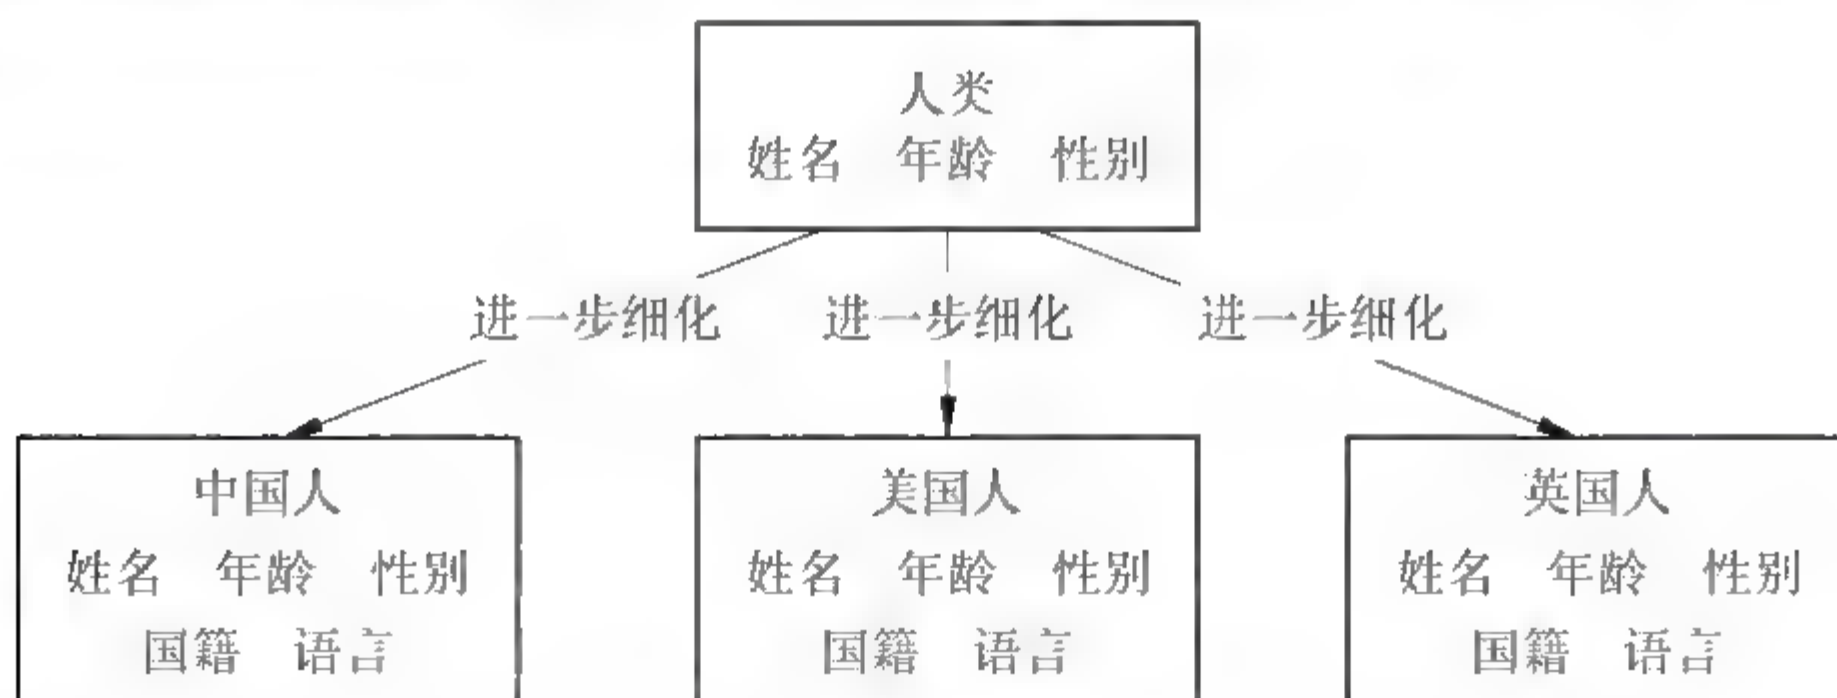 人类
姓名 年龄 性别
进一步细化 进一步细化 进一步细化
中国人 美国人 英国人
姓名 年龄 性别 姓名 年龄 性别 姓名 年龄 性别
国籍 语言 国籍 语言 国籍 语言